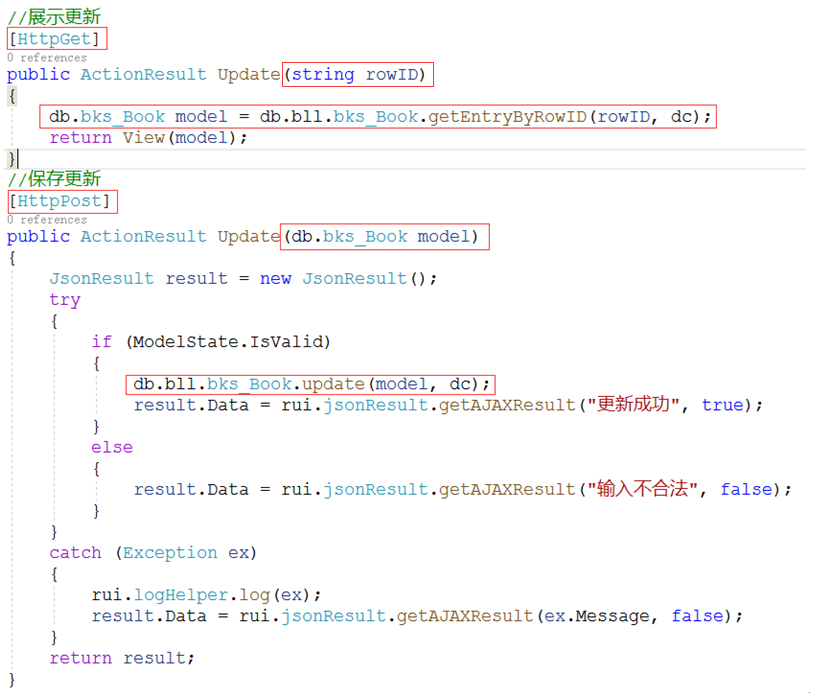 //展示更新
[HttpGet]
0 references
public ActionResult Update(string rowID)
{
    db.bks_Book model = db.bll.bks_Book.getEntryByRowID(rowID, dc);
    return View(model);
}
//保存更新
[HttpPost]
0 references
public ActionResult Update(db.bks_Book model)
{
    JsonResult result = new JsonResult();
    try
    {
        if (ModelState.IsValid)
        {
            db.bll.bks_Book.update(model, dc);
            result.Data = rui.jsonResult.getAJAXResult("更新成功", true);
        }
        else
        {
            result.Data = rui.jsonResult.getAJAXResult("输入不合法", false);
        }
    }
    catch (Exception ex)
    {
        rui.logHelper.log(ex);
        result.Data = rui.jsonResult.getAJAXResult(ex.Message, false);
    }
    return result;
}